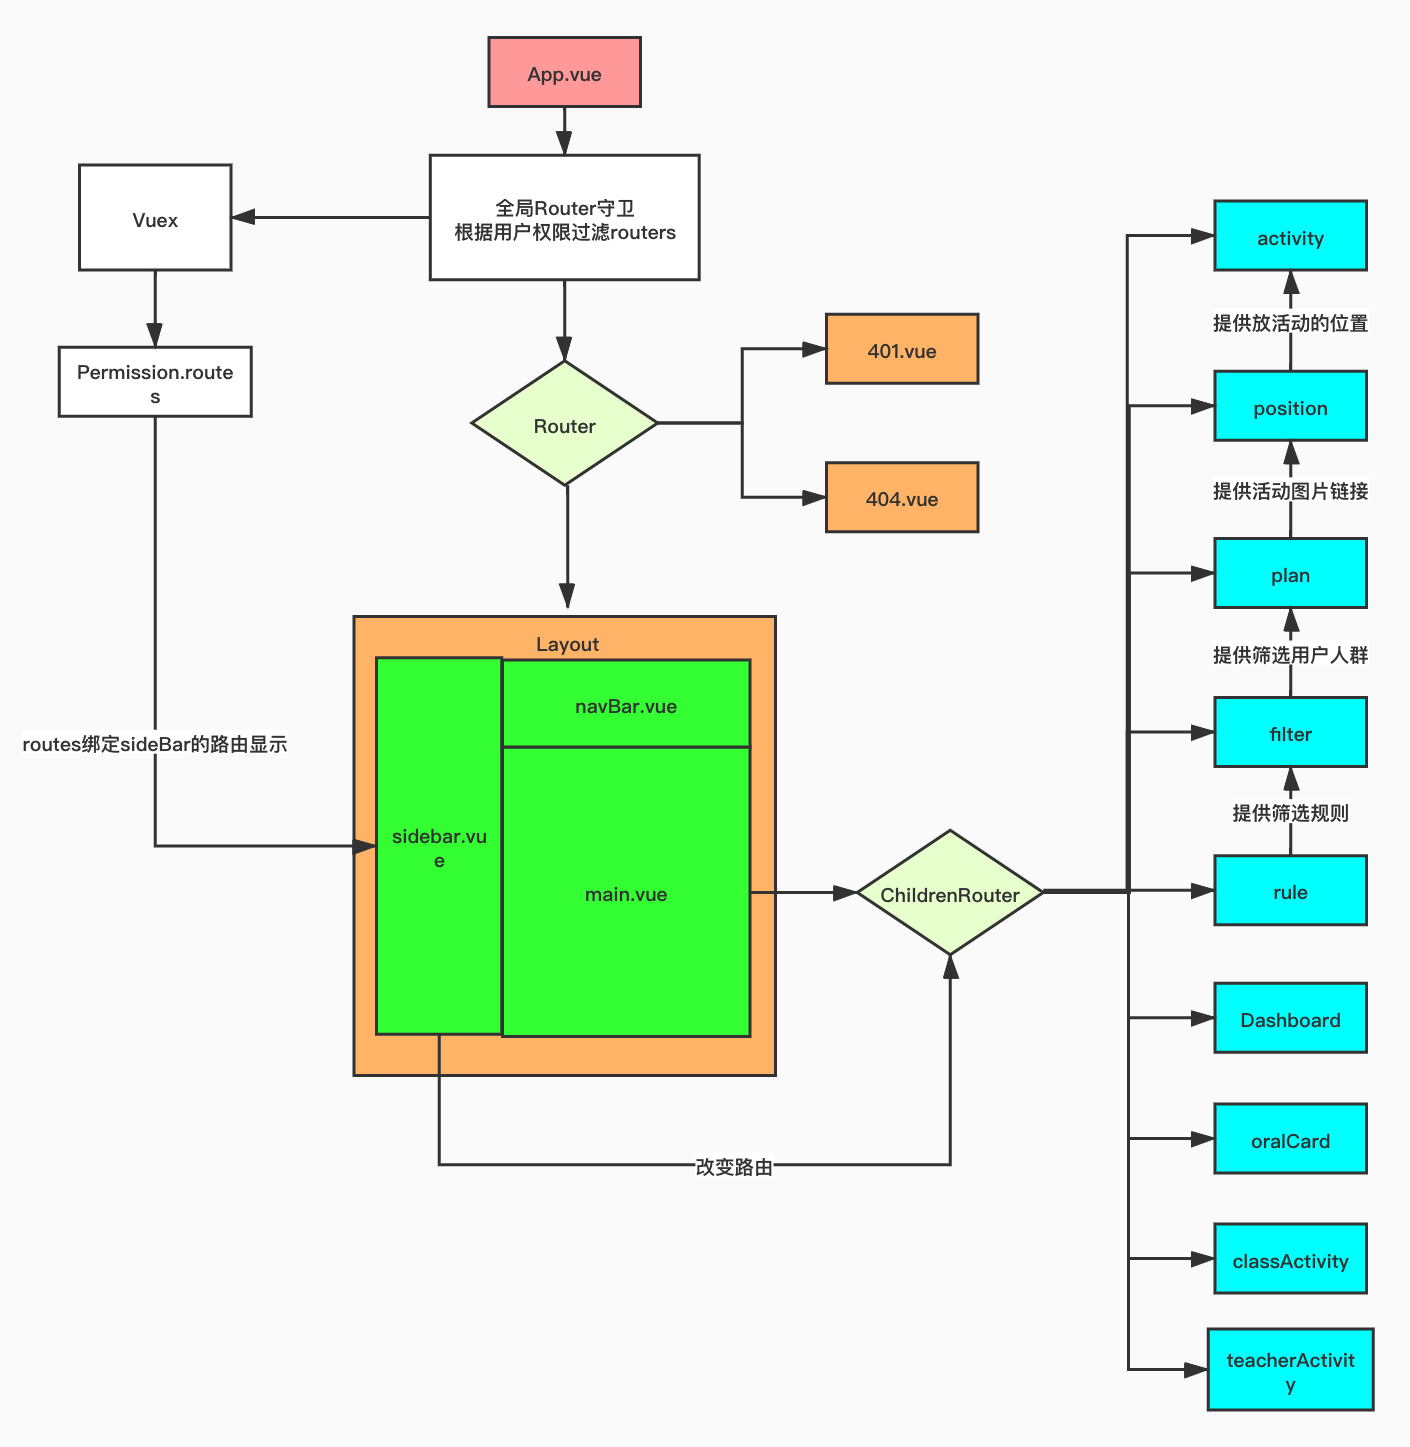 App.vue
Vuex
全局Router守卫
根据用户权限过滤routers
activity
提供放活动的位置
401.vue
Permission.route
s
position
Router
提供活动图片链接
404.vue
plan
Layout
提供筛选用户人群
navBar.vue
filter
routes绑定sideBar的路由显示
提供筛选规则
sidebar.vu
e
main.vue
ChildrenRouter
rule
Dashboard
oralCard
改变路由
classActivity
teacherActivit
y